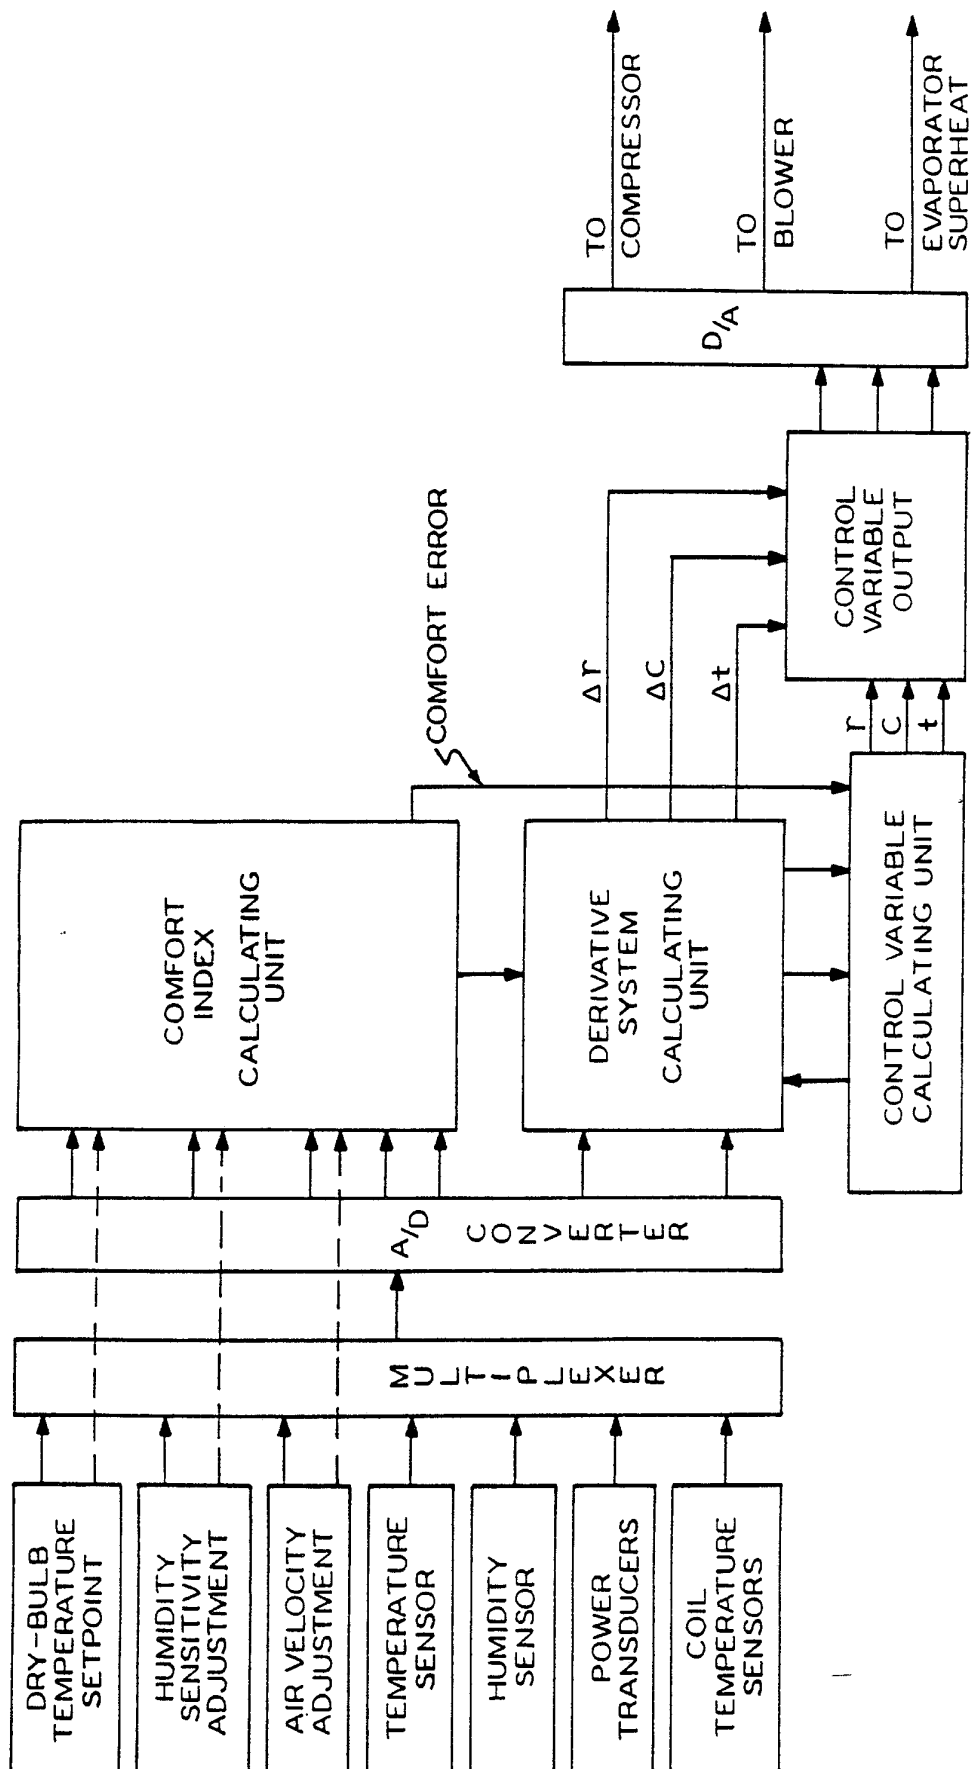 DRY-BULB
TEMPERATURE
SETPOINT
HUMIDITY
SENSITIVITY
ADJUSTMENT
AIR VELOCITY
ADJUSTMENT
TEMPERATURE
SENSOR
HUMIDITY
SENSOR
POWER
TRANSDUCERS
COIL
TEMPERATURE
SENSORS
MULTIPLEXER
A/D
CONVERTER
COMFORT
INDEX
CALCULATING
UNIT
DERIVATIVE
SYSTEM
CALCULATING
UNIT
CONTROL VARIABLE
CALCULATING UNIT
COMFORT ERROR
Δr
ΔC
Δt
r
C
t
CONTROL
VARIABLE
OUTPUT
D/A
TO
COMPRESSOR
TO
BLOWER
TO
EVAPORATOR
SUPERHEAT